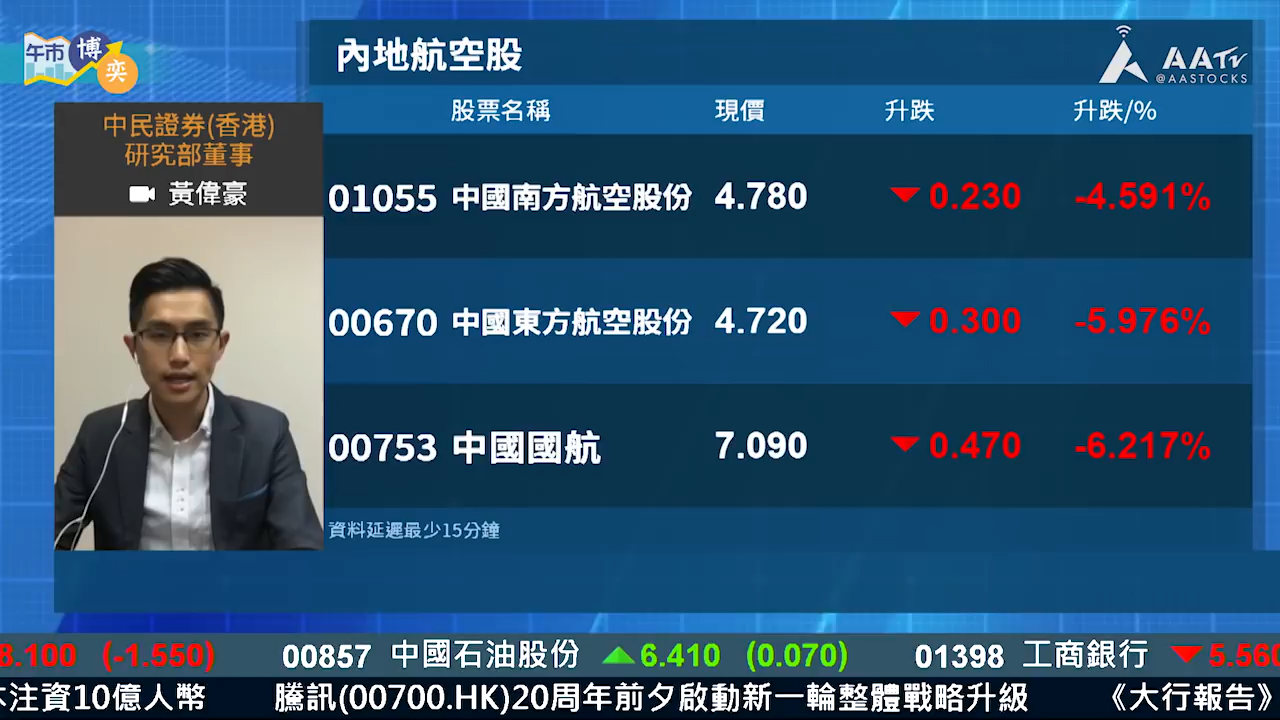 午市
博
奕
內地航空股
AATV
@AASTOCKS
中民證券(香港)
研究部董事
黃偉豪
股票名稱 現價 升跌 升跌/%
01055 中國南方航空股份 4.780 ▼ 0.230 -4.591%
00670 中國東方航空股份 4.720 ▼ 0.300 -5.976%
00753 中國國航 7.090 ▼ 0.470 -6.217%
資料延遲最少15分鐘
8.100 (-1.550) 00857 中國石油股份 ▲6.410 (0.070) 01398 工商銀行 ▼5.560
注資10億人幣 騰訊(00700.HK)20周年前夕啟動新一輪整體戰略升級 《大行報告》